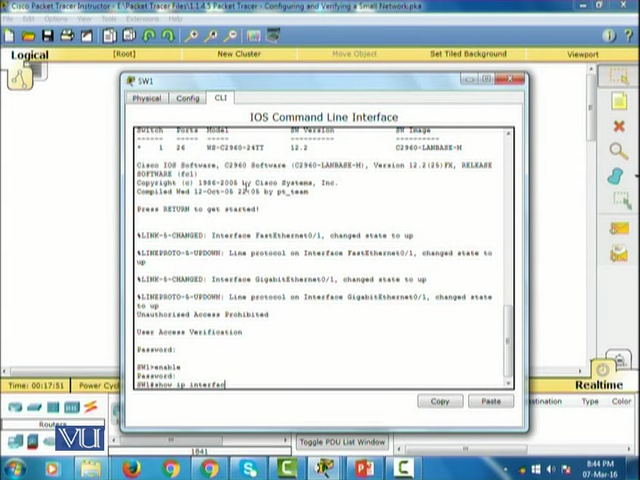 Cisco Packet Tracer Instructor - E:\Packet Tracer Files\1.1.4.5 Packet Tracer - Configuring and Verifying a Small Network.pka
File Edit Options View Tools Extensions Help
Logical [Root] New Cluster Move Object Set Tiled Background Viewport
SW1
Physical Config CLI
IOS Command Line Interface
Switch Ports Model SW Version SW Image
* 1 26 WS-C2960-24TT 12.2 C2960-LANBASE-M
Cisco IOS Software, C2960 Software (C2960-LANBASE-M), Version 12.2(25)FX, RELEASE
SOFTWARE (fc1)
Copyright (c) 1986-2005 by Cisco Systems, Inc.
Compiled Wed 12-Oct-05 22:05 by pt_team
Press RETURN to get started!
%LINK-5-CHANGED: Interface FastEthernet0/1, changed state to up
%LINEPROTO-5-UPDOWN: Line protocol on Interface FastEthernet0/1, changed state to
up
%LINK-5-CHANGED: Interface GigabitEthernet0/1, changed state to up
%LINEPROTO-5-UPDOWN: Line protocol on Interface GigabitEthernet0/1, changed state
to up
Unauthorized Access Prohibited
User Access Verification
Password:
SW1>enable
Password:
SW1#show ip interfac
Copy Paste
Time: 00:17:51 Power Cyc Realtime
stination Type Color
Routers
VU
1841
Toggle PDU List Window
8:44 PM
07-Mar-16